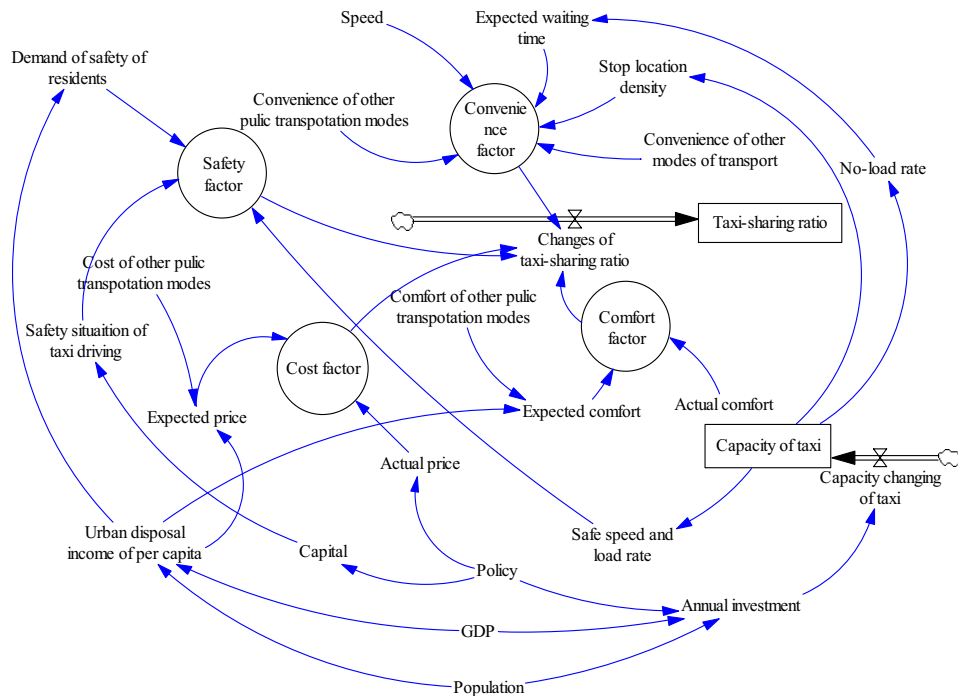 Speed
Expected waiting
time
Demand of safety of
residents
Stop location
density
Convenience of other
pulic transpotation modes
Convenie
nce
factor
Convenience of other
modes of transport
No-load rate
Safety
factor
Taxi-sharing ratio
Changes of
taxi-sharing ratio
Cost of other pulic
transpotation modes
Comfort of other pulic
transpotation modes
Comfort
factor
Safety situaition of
taxi driving
Cost factor
Expected price
Expected comfort
Actual comfort
Capacity of taxi
Actual price
Capacity changing
of taxi
Urban disposal
income of per capita
Capital
Safe speed and
load rate
Policy
Annual investment
GDP
Population